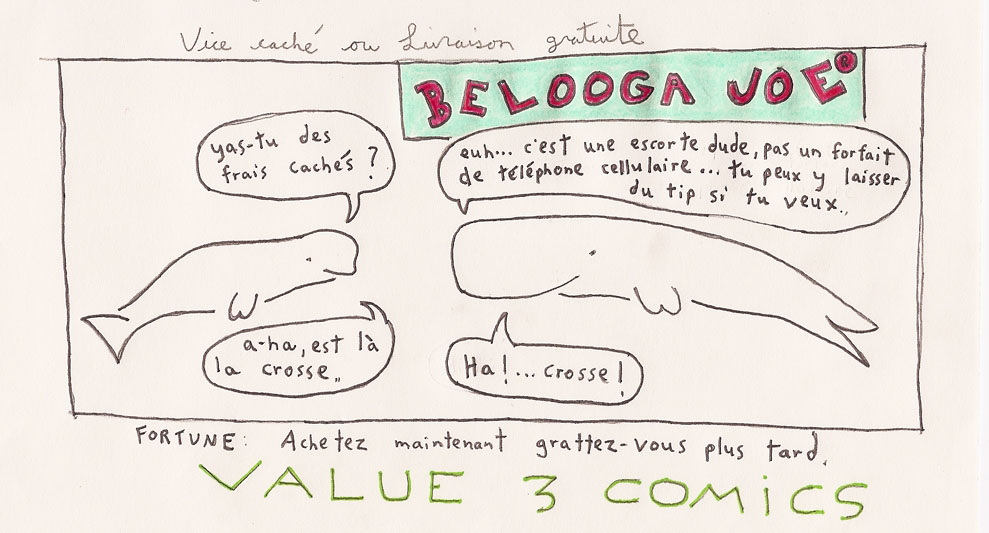 Vice caché ou Livraison gratuite
BELOOGA JOE®
yas-tu des
frais cachés ?
euh... c'est une escorte dude, pas un forfait
de téléphone cellulaire ... tu peux y laisser
du tip si tu veux..
a-ha, est là
la crosse..
Ha!... crosse!
FORTUNE: Achetez maintenant grattez-vous plus tard.
VALUE 3 COMiCS